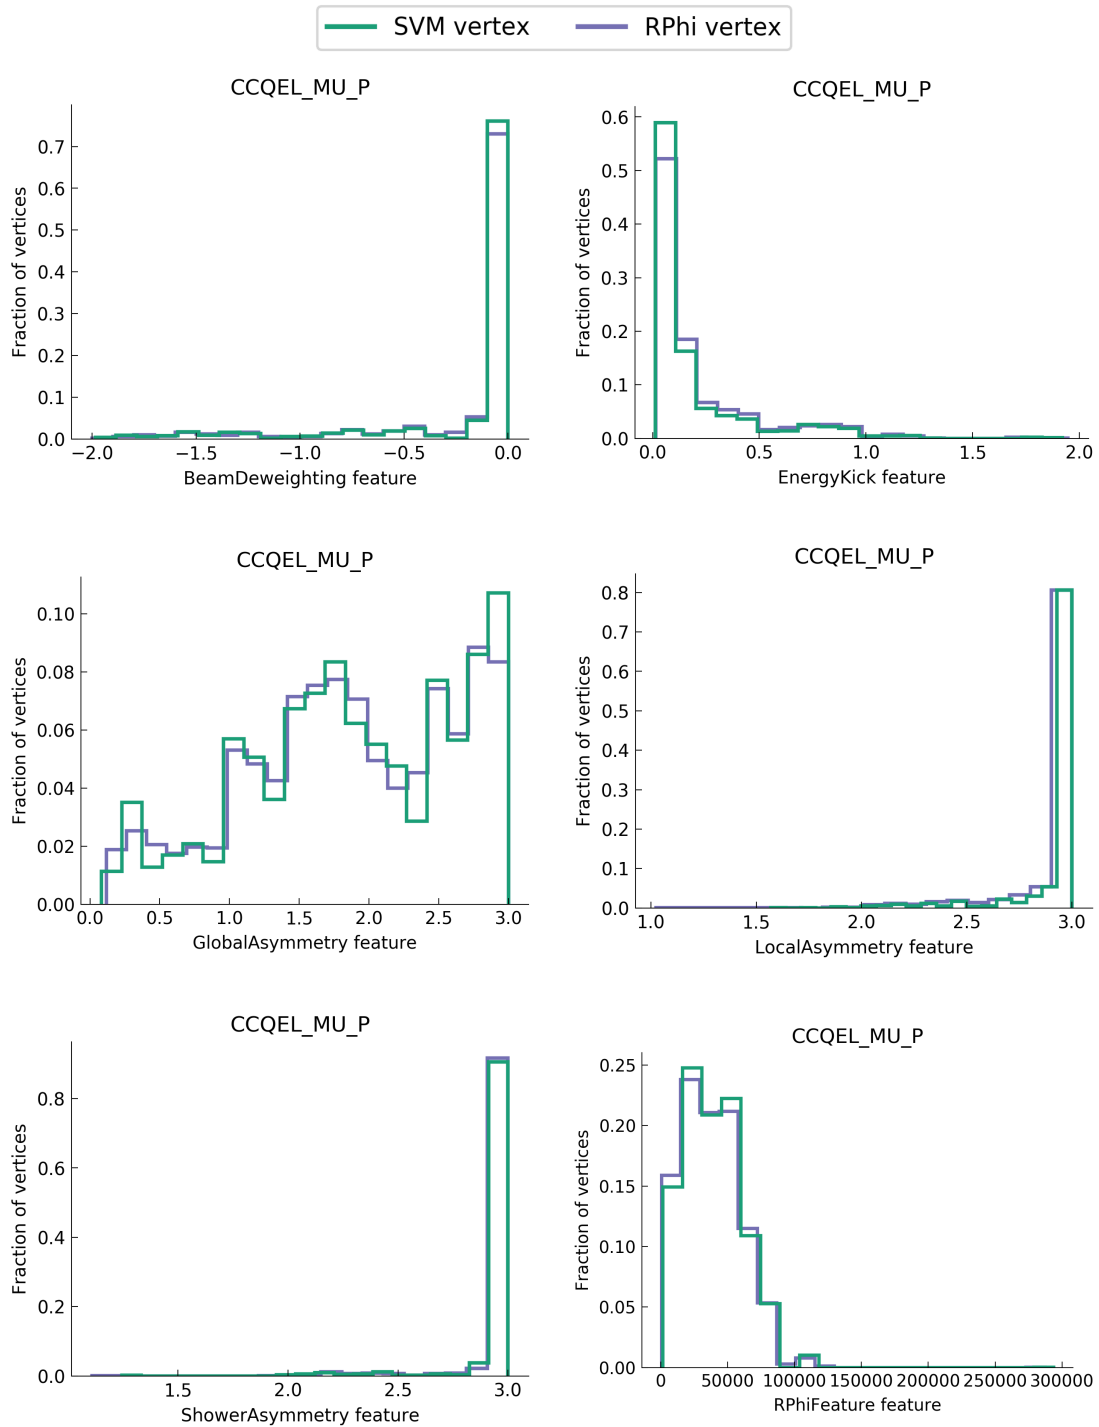 SVM vertex RPhi vertex
CCQEL_MU_P
Fraction of vertices
0.7
0.6
0.5
0.4
0.3
0.2
0.1
0.0
−2.0 −1.5 −1.0 −0.5 0.0
BeamDeweighting feature
CCQEL_MU_P
Fraction of vertices
0.6
0.5
0.4
0.3
0.2
0.1
0.0
0.0 0.5 1.0 1.5 2.0
EnergyKick feature
CCQEL_MU_P
Fraction of vertices
0.10
0.08
0.06
0.04
0.02
0.00
0.0 0.5 1.0 1.5 2.0 2.5 3.0
GlobalAsymmetry feature
CCQEL_MU_P
Fraction of vertices
0.8
0.7
0.6
0.5
0.4
0.3
0.2
0.1
0.0
1.0 1.5 2.0 2.5 3.0
LocalAsymmetry feature
CCQEL_MU_P
Fraction of vertices
0.8
0.6
0.4
0.2
0.0
1.5 2.0 2.5 3.0
ShowerAsymmetry feature
CCQEL_MU_P
Fraction of vertices
0.25
0.20
0.15
0.10
0.05
0.00
0 50000 100000 150000 200000 250000 300000
RPhiFeature feature